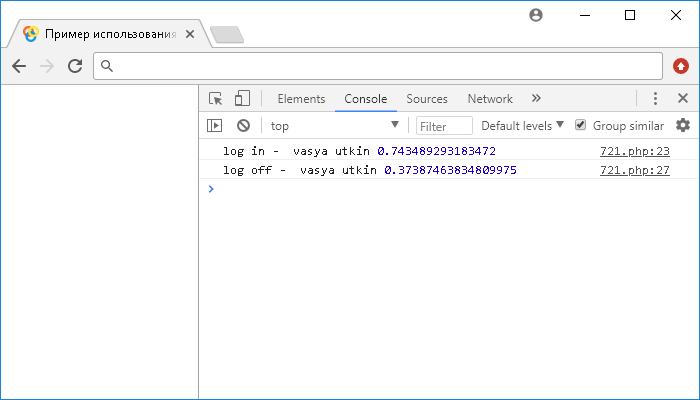 Пример использования
Elements Console Sources Network
top Filter Default levels Group similar
log in -  vasya utkin 0.743489293183472 721.php:23
log off -  vasya utkin 0.37387463834809975 721.php:27